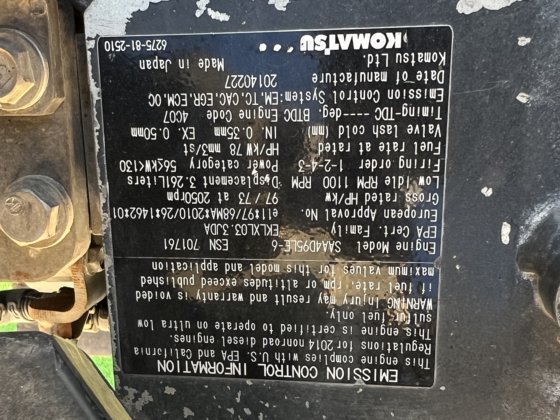 EMISSION CONTROL INFORMATION
This engine complies with U.S. EPA and California
Regulations for 2014 nonroad diesel engines.
This engine is certified to operate on ultra low
sulfur fuel only.
WARNING Injury may result and warranty is voided
if fuel rate, rpm or altitudes exceed published
maximum values for this model and application
Engine Model SAA4D95LE-6 ESN 701761
EPA Cert. Family EKLXL03.3JDA
European Approval No. e11*97/68MA*2010/26*1462*01
Gross rated HP/KW 97 / 73 at 2050rpm
Low Idle RPM 1100 RPM Displacement 3.26liters
Firing order 1-2-4-3 Power category 56≤kW<130
Fuel rate at rated HP/KW 78 mm3/st
Valve lash cold (mm) IN 0.35mm EX 0.50mm
Timing-TDC ----deg. BTDC Engine Code 4C07
Emission Control System: EM,TC,CAC,EGR,ECM,OC
Date of manufacture 20140227
Komatsu Ltd. Made in Japan
KOMATSU
6275-81-2510